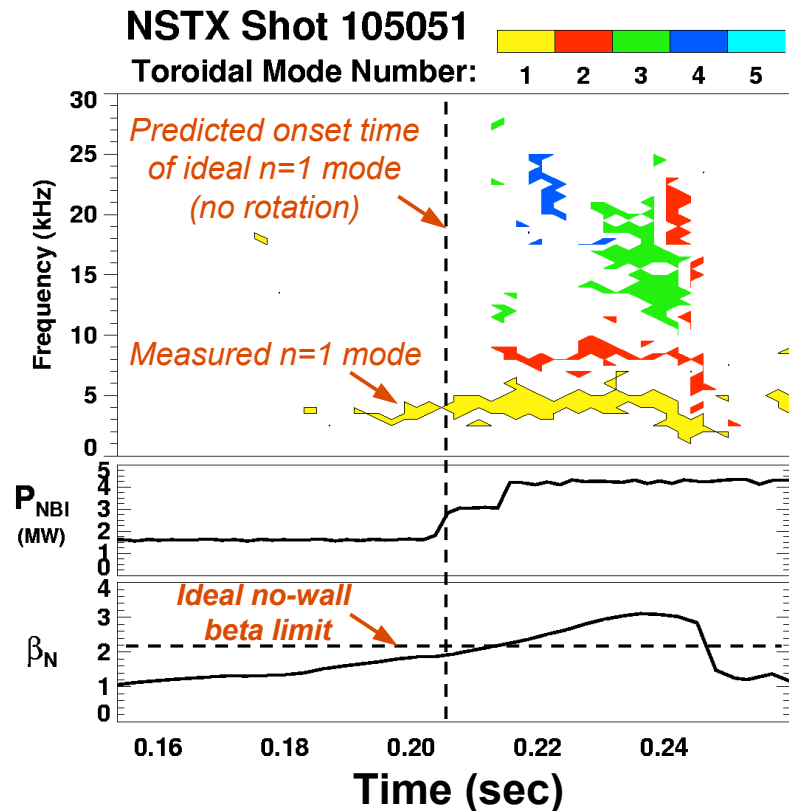 NSTX Shot 105051
Toroidal Mode Number:
1 2 3 4 5
30
25
20
15
10
5
0
Frequency (kHz)
Predicted onset time
of ideal n=1 mode
(no rotation)
Measured n=1 mode
5
4
3
2
1
0
PNBI
(MW)
4
3
2
1
0
βN
Ideal no-wall
beta limit
0.16 0.18 0.20 0.22 0.24
Time (sec)